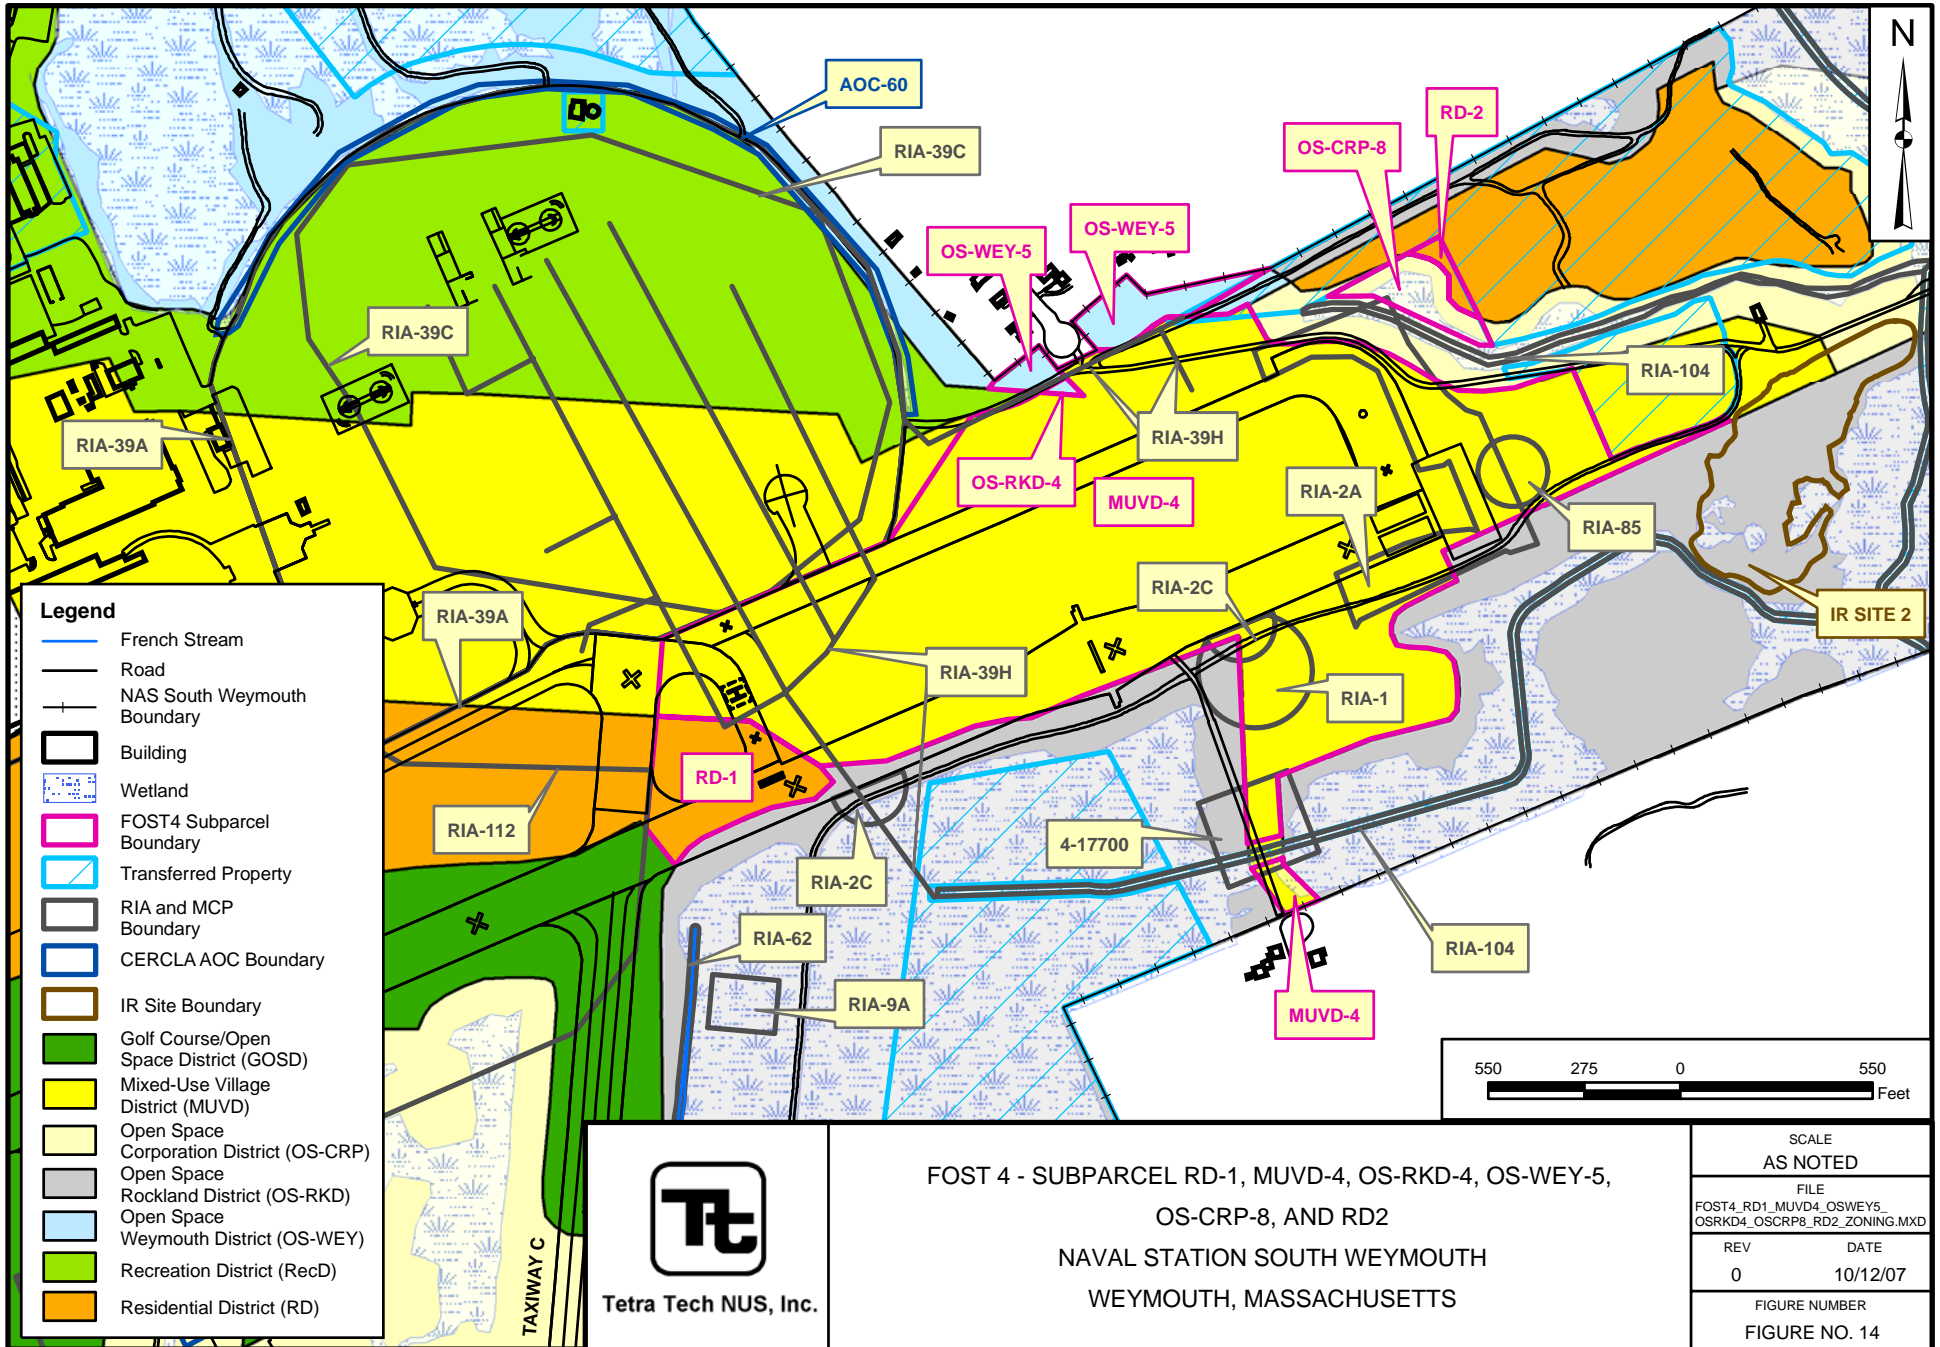 N
AOC-60
RIA-39C
RD-2
OS-CRP-8
OS-WEY-5
OS-WEY-5
RIA-39C
RIA-104
RIA-39A
RIA-39H
OS-RKD-4
MUVD-4
RIA-2A
RIA-85
RIA-2C
RIA-39A
IR SITE 2
RIA-39H
RIA-1
RD-1
RIA-112
4-17700
RIA-2C
RIA-62
RIA-104
RIA-9A
MUVD-4
TAXIWAY C
Legend
French Stream
Road
NAS South Weymouth
Boundary
Building
Wetland
FOST4 Subparcel
Boundary
Transferred Property
RIA and MCP
Boundary
CERCLA AOC Boundary
IR Site Boundary
Golf Course/Open
Space District (GOSD)
Mixed-Use Village
District (MUVD)
Open Space
Corporation District (OS-CRP)
Open Space
Rockland District (OS-RKD)
Open Space
Weymouth District (OS-WEY)
Recreation District (RecD)
Residential District (RD)
550 275 0 550
Feet
Tt
Tetra Tech NUS, Inc.
FOST 4 - SUBPARCEL RD-1, MUVD-4, OS-RKD-4, OS-WEY-5,
OS-CRP-8, AND RD2
NAVAL STATION SOUTH WEYMOUTH
WEYMOUTH, MASSACHUSETTS
SCALE
AS NOTED
FILE
FOST4_RD1_MUVD4_OSWEY5_
OSRKD4_OSCRP8_RD2_ZONING.MXD
REV DATE
0 10/12/07
FIGURE NUMBER
FIGURE NO. 14